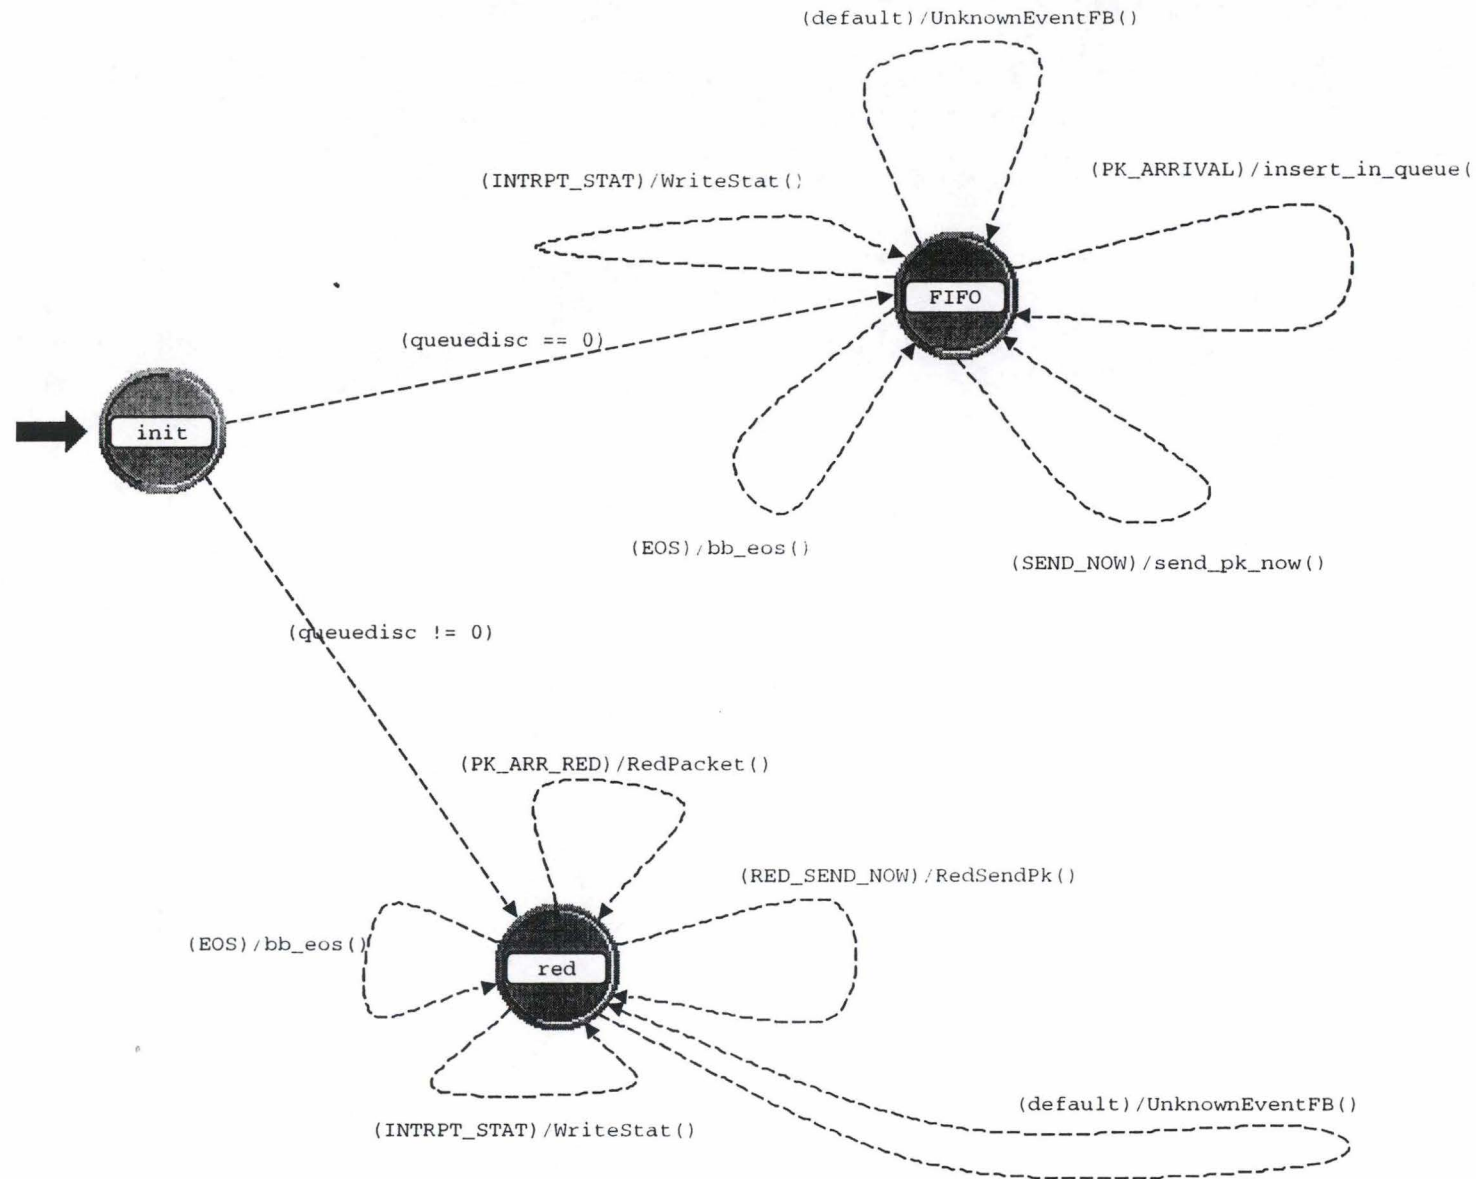 (default)/UnknownEventFB()
(PK_ARRIVAL)/insert_in_queue(
(INTRPT_STAT)/WriteStat()
FIFO
(queuedisc == 0)
init
(EOS)/bb_eos()
(SEND_NOW)/send_pk_now()
(queuedisc != 0)
(PK_ARR_RED)/RedPacket()
(RED_SEND_NOW)/RedSendPk()
(EOS)/bb_eos()
red
(default)/UnknownEventFB()
(INTRPT_STAT)/WriteStat()